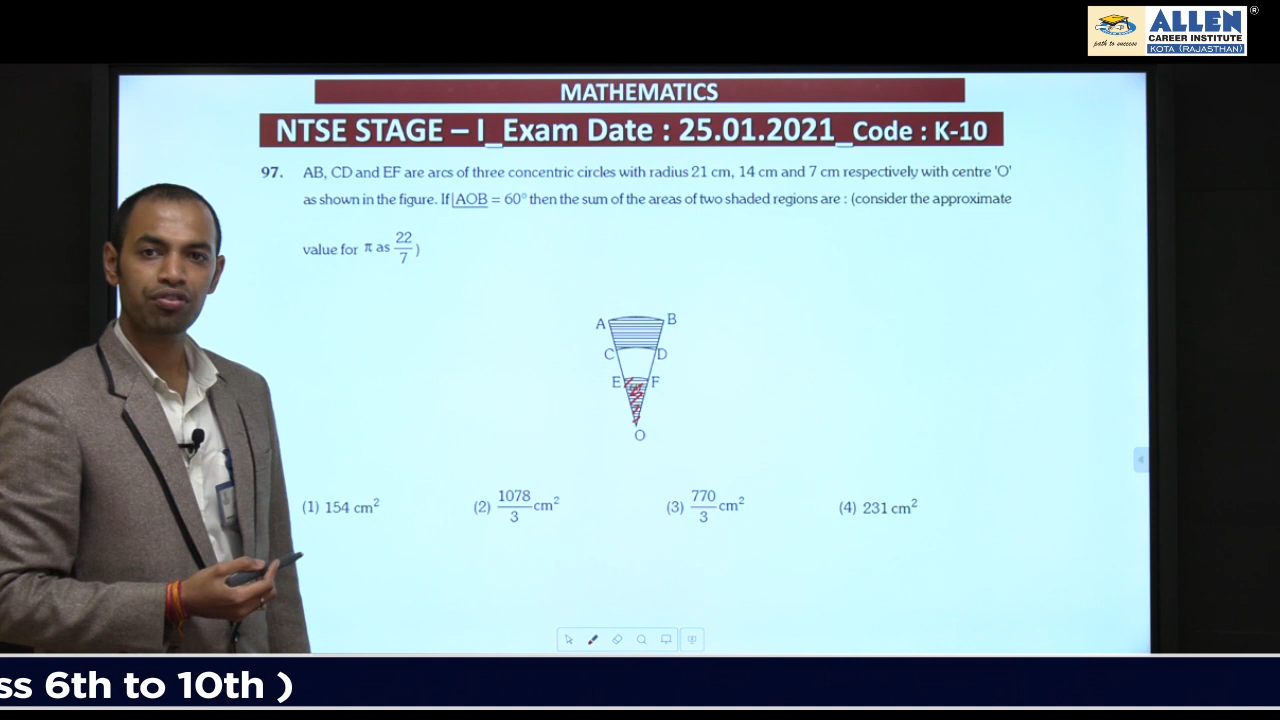 ALLEN ®
CAREER INSTITUTE
path to success
KOTA (RAJASTHAN)
MATHEMATICS
NTSE STAGE – I_Exam Date : 25.01.2021_Code : K-10
97. AB, CD and EF are arcs of three concentric circles with radius 21 cm, 14 cm and 7 cm respectively with centre 'O'
as shown in the figure. If |AOB = 60° then the sum of the areas of two shaded regions are : (consider the approximate
value for π as 22/7)
A B
C D
E F
O
(1) 154 cm² (2) 1078/3 cm² (3) 770/3 cm² (4) 231 cm²
ss 6th to 10th )